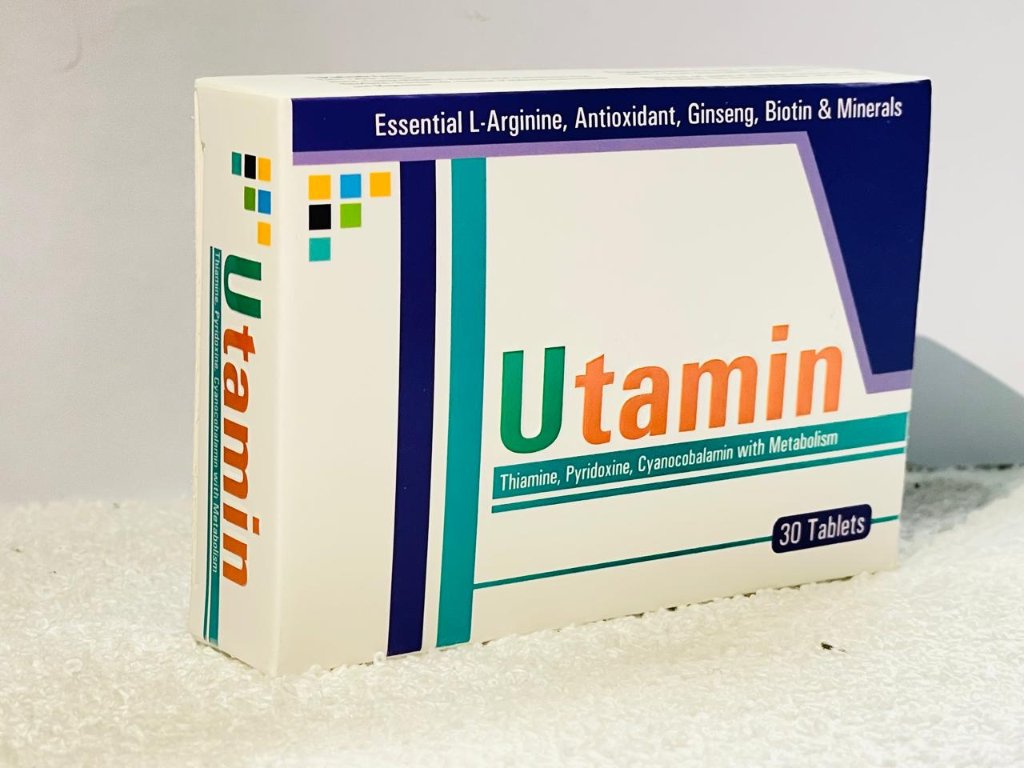 Essential L-Arginine, Antioxidant, Ginseng, Biotin & Minerals
Utamin
Thiamine, Pyridoxine, Cyanocobalamin with Metabolism
30 Tablets
Utamin
Thiamine, Pyridoxine, Cyanocobalamin with Metabolism